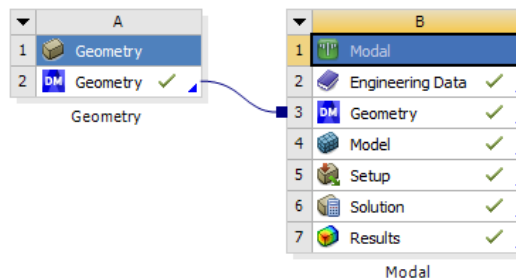 A
1 Geometry
2 DM Geometry
Geometry
B
1 Modal
2 Engineering Data
3 DM Geometry
4 Model
5 Setup
6 Solution
7 Results
Modal